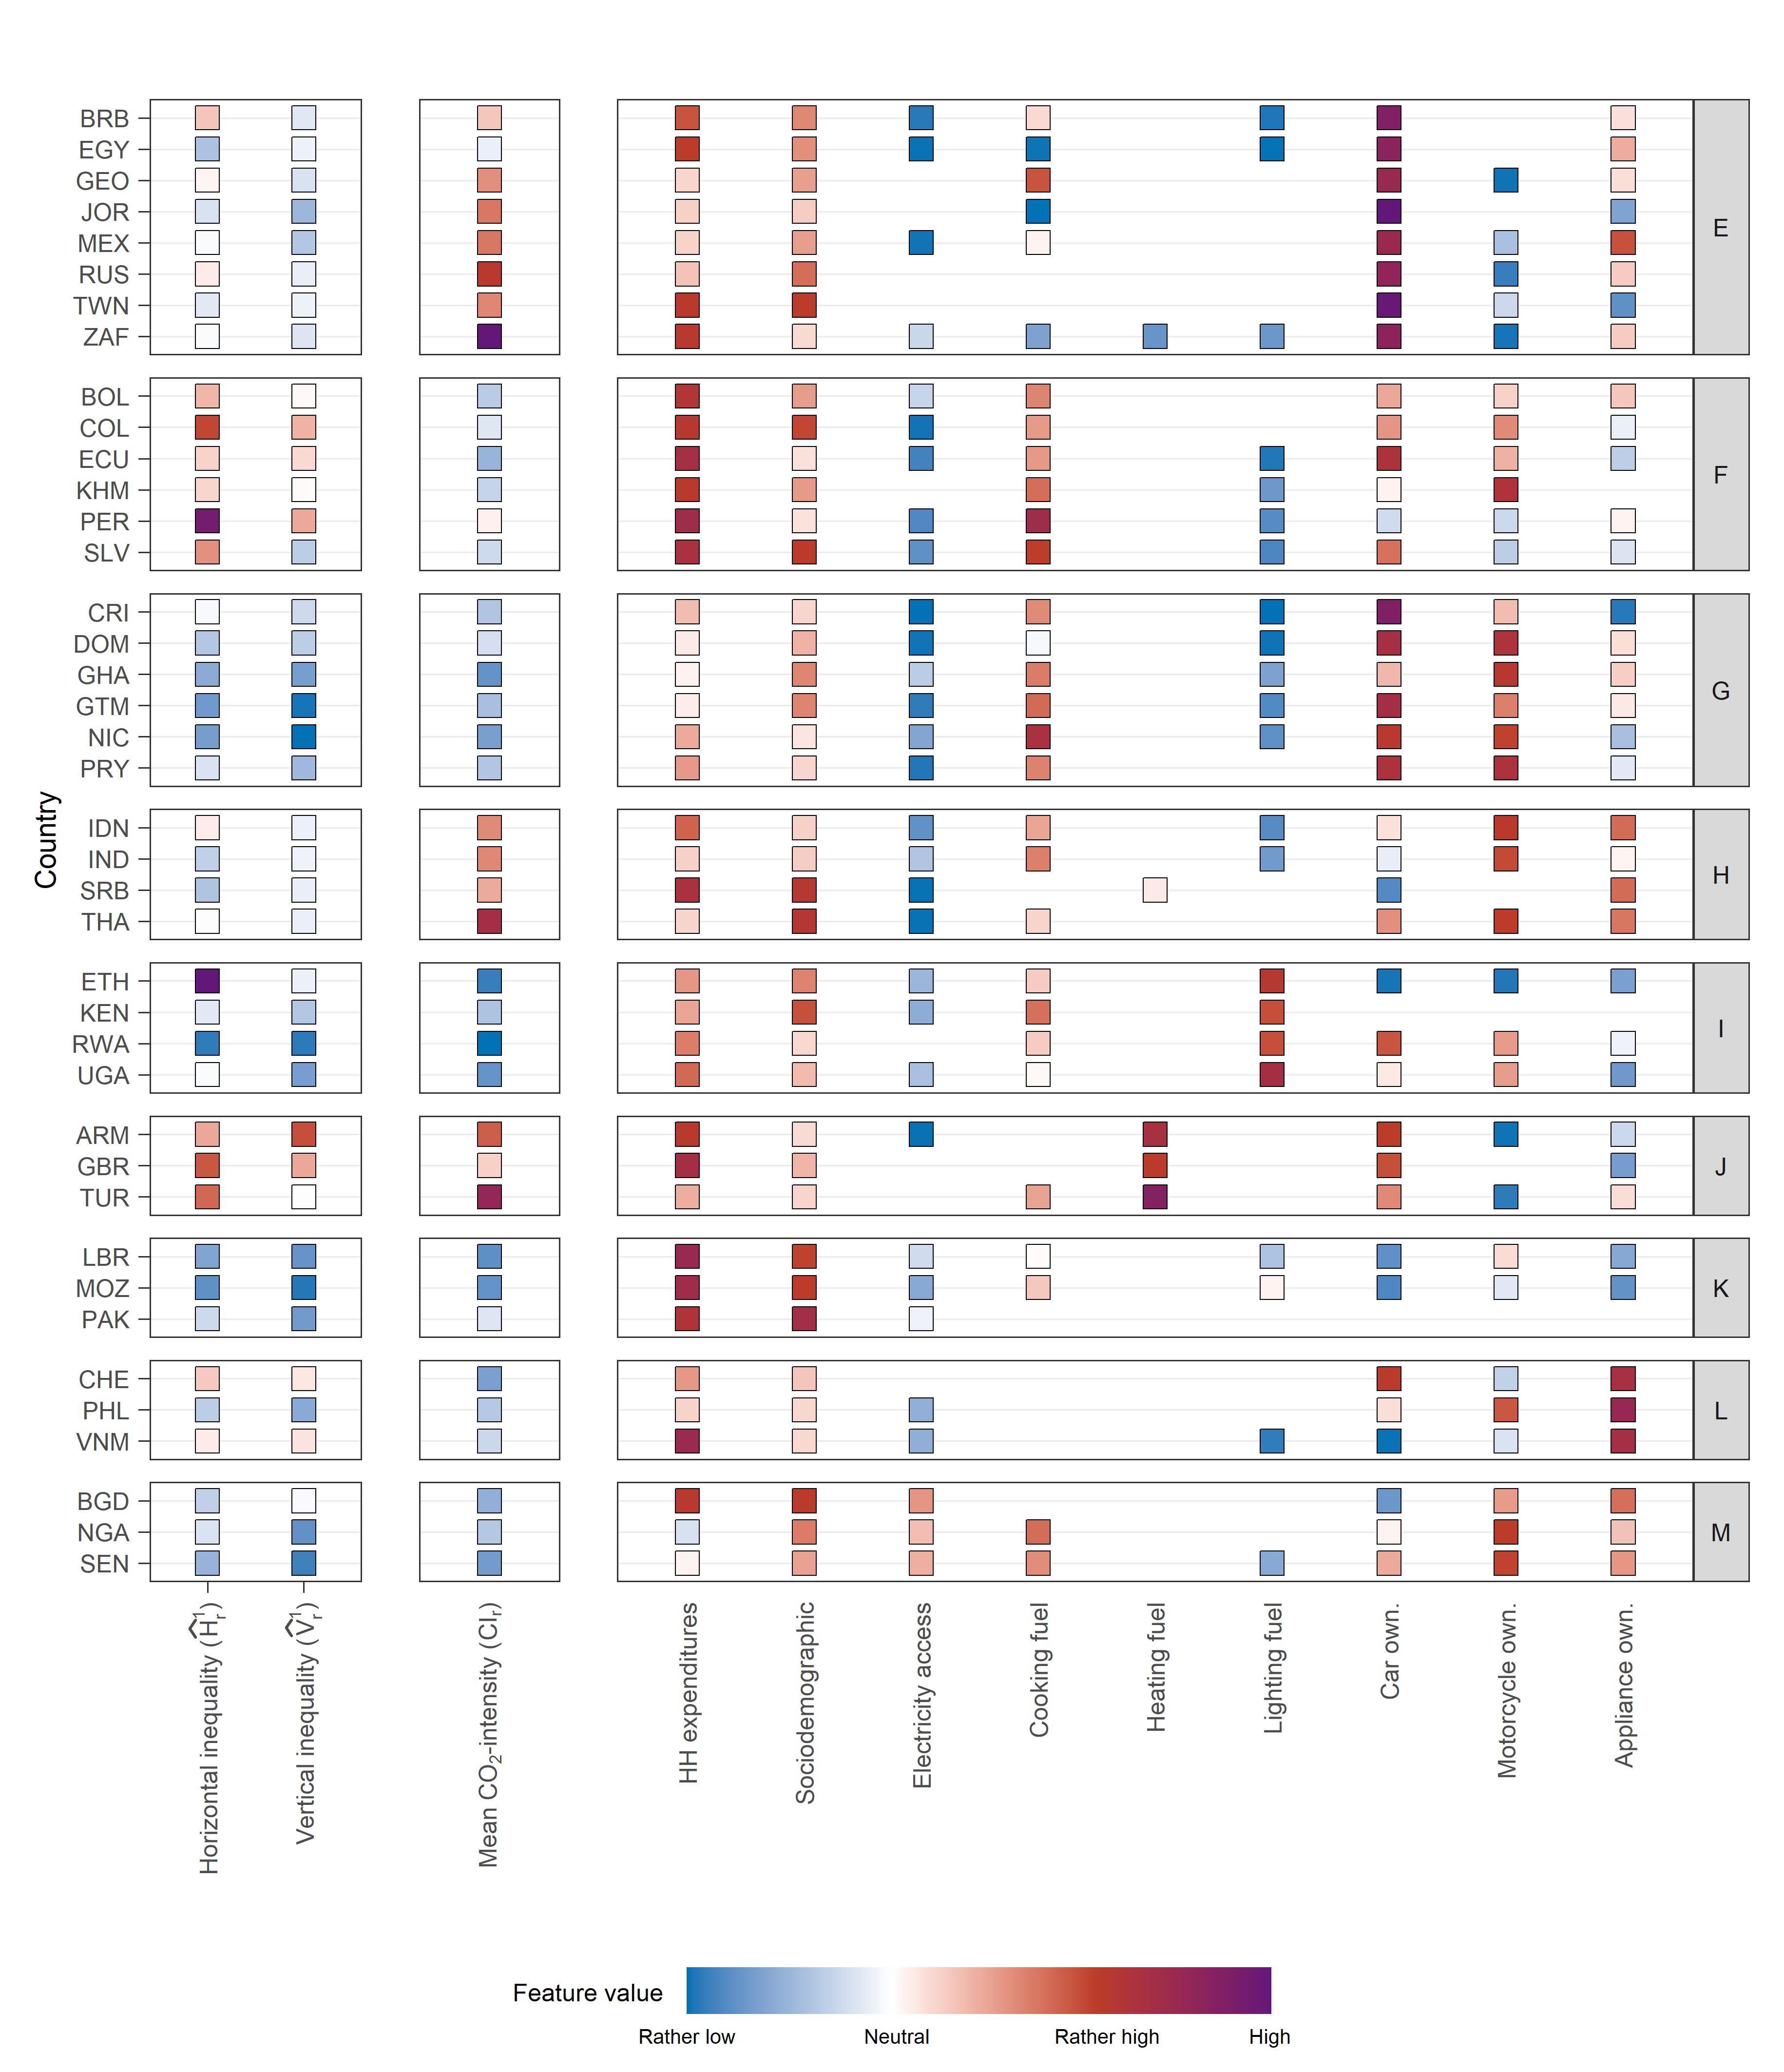 Country
BRB
EGY
GEO
JOR
MEX
RUS
TWN
ZAF
E
BOL
COL
ECU
KHM
PER
SLV
F
CRI
DOM
GHA
GTM
NIC
PRY
G
IDN
IND
SRB
THA
H
ETH
KEN
RWA
UGA
I
ARM
GBR
TUR
J
LBR
MOZ
PAK
K
CHE
PHL
VNM
L
BGD
NGA
SEN
M
Horizontal inequality (Ĥ¹ᵣ)
Vertical inequality (V̂¹ᵣ)
Mean CO₂-intensity (CIᵣ)
HH expenditures
Sociodemographic
Electricity access
Cooking fuel
Heating fuel
Lighting fuel
Car own.
Motorcycle own.
Appliance own.
Feature value
Rather low
Neutral
Rather high
High